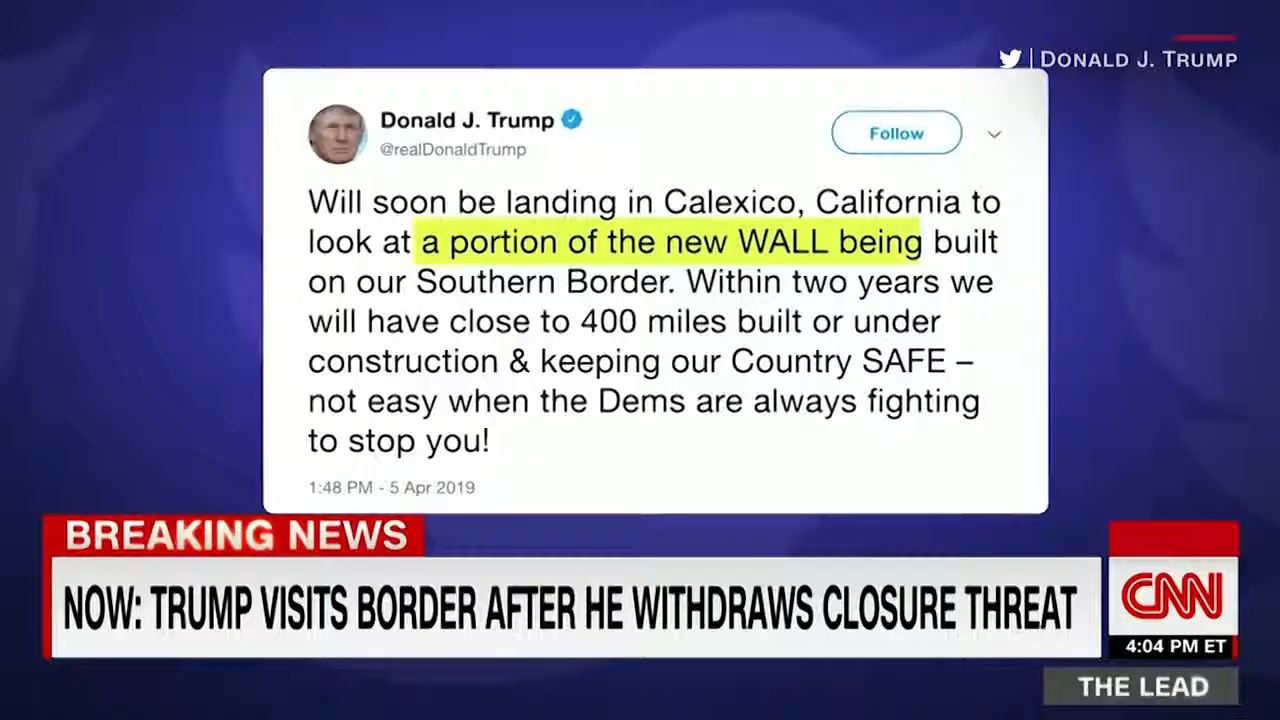 DONALD J. TRUMP
Donald J. Trump
@realDonaldTrump
Follow
Will soon be landing in Calexico, California to
look at a portion of the new WALL being built
on our Southern Border. Within two years we
will have close to 400 miles built or under
construction & keeping our Country SAFE –
not easy when the Dems are always fighting
to stop you!
1:48 PM - 5 Apr 2019
BREAKING NEWS
NOW: TRUMP VISITS BORDER AFTER HE WITHDRAWS CLOSURE THREAT
CNN
4:04 PM ET
THE LEAD